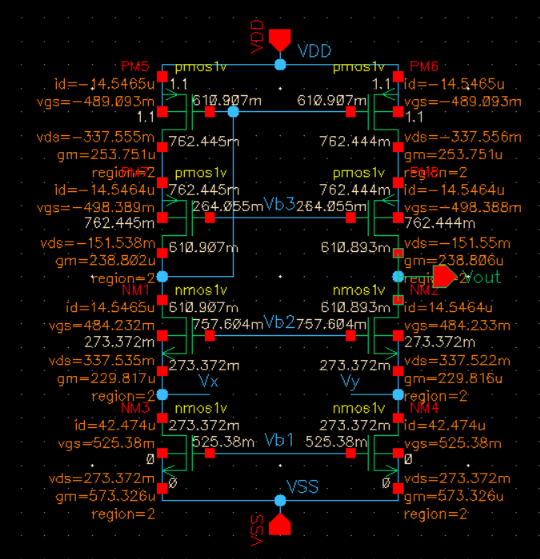 VDD
VDD
PM5 pmos1v pmos1v PM6
id=-14.5465u 1.1 1.1 id=-14.5465u
vgs=-489.093m 610.907m 610.907m vgs=-489.093m
1.1 1.1
vds=-337.555m 762.445m 762.444m vds=-337.556m
gm=253.751u gm=253.751u
region=2 region=2
pmos1v pmos1v
id=-14.5464u 762.445m 762.444m id=-14.5464u
vgs=-498.389m 264.055m Vb3 264.055m vgs=-498.388m
762.445m 762.444m
vds=-151.538m 610.907m 610.893m vds=-151.55m
gm=238.802u gm=238.806u
region=2 region=2 Vout
NM1 nmos1v nmos1v NM2
id=14.5465u 610.907m 610.893m id=14.5464u
vgs=484.232m 757.604m Vb2 757.604m vgs=484.233m
273.372m 273.372m
vds=337.535m 273.372m 273.372m vds=337.522m
gm=229.817u Vx Vy gm=229.816u
region=2 region=2
NM3 nmos1v nmos1v NM4
id=42.474u 273.372m 273.372m id=42.474u
vgs=525.38m 525.38m Vb1 525.38m vgs=525.38m
0 0
vds=273.372m 0 0 vds=273.372m
gm=573.326u VSS gm=573.326u
region=2 region=2
VSS